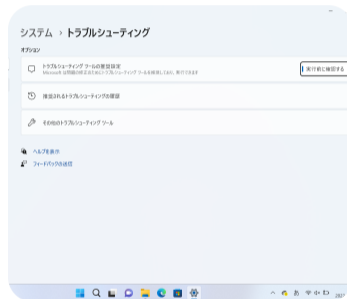 システム › トラブルシューティング
オプション
トラブルシューティング ツールの推奨設定
実行前に確認する
推奨されるトラブルシューティングの履歴
その他のトラブルシューティング ツール
ヘルプを表示
フィードバックの送信
あ